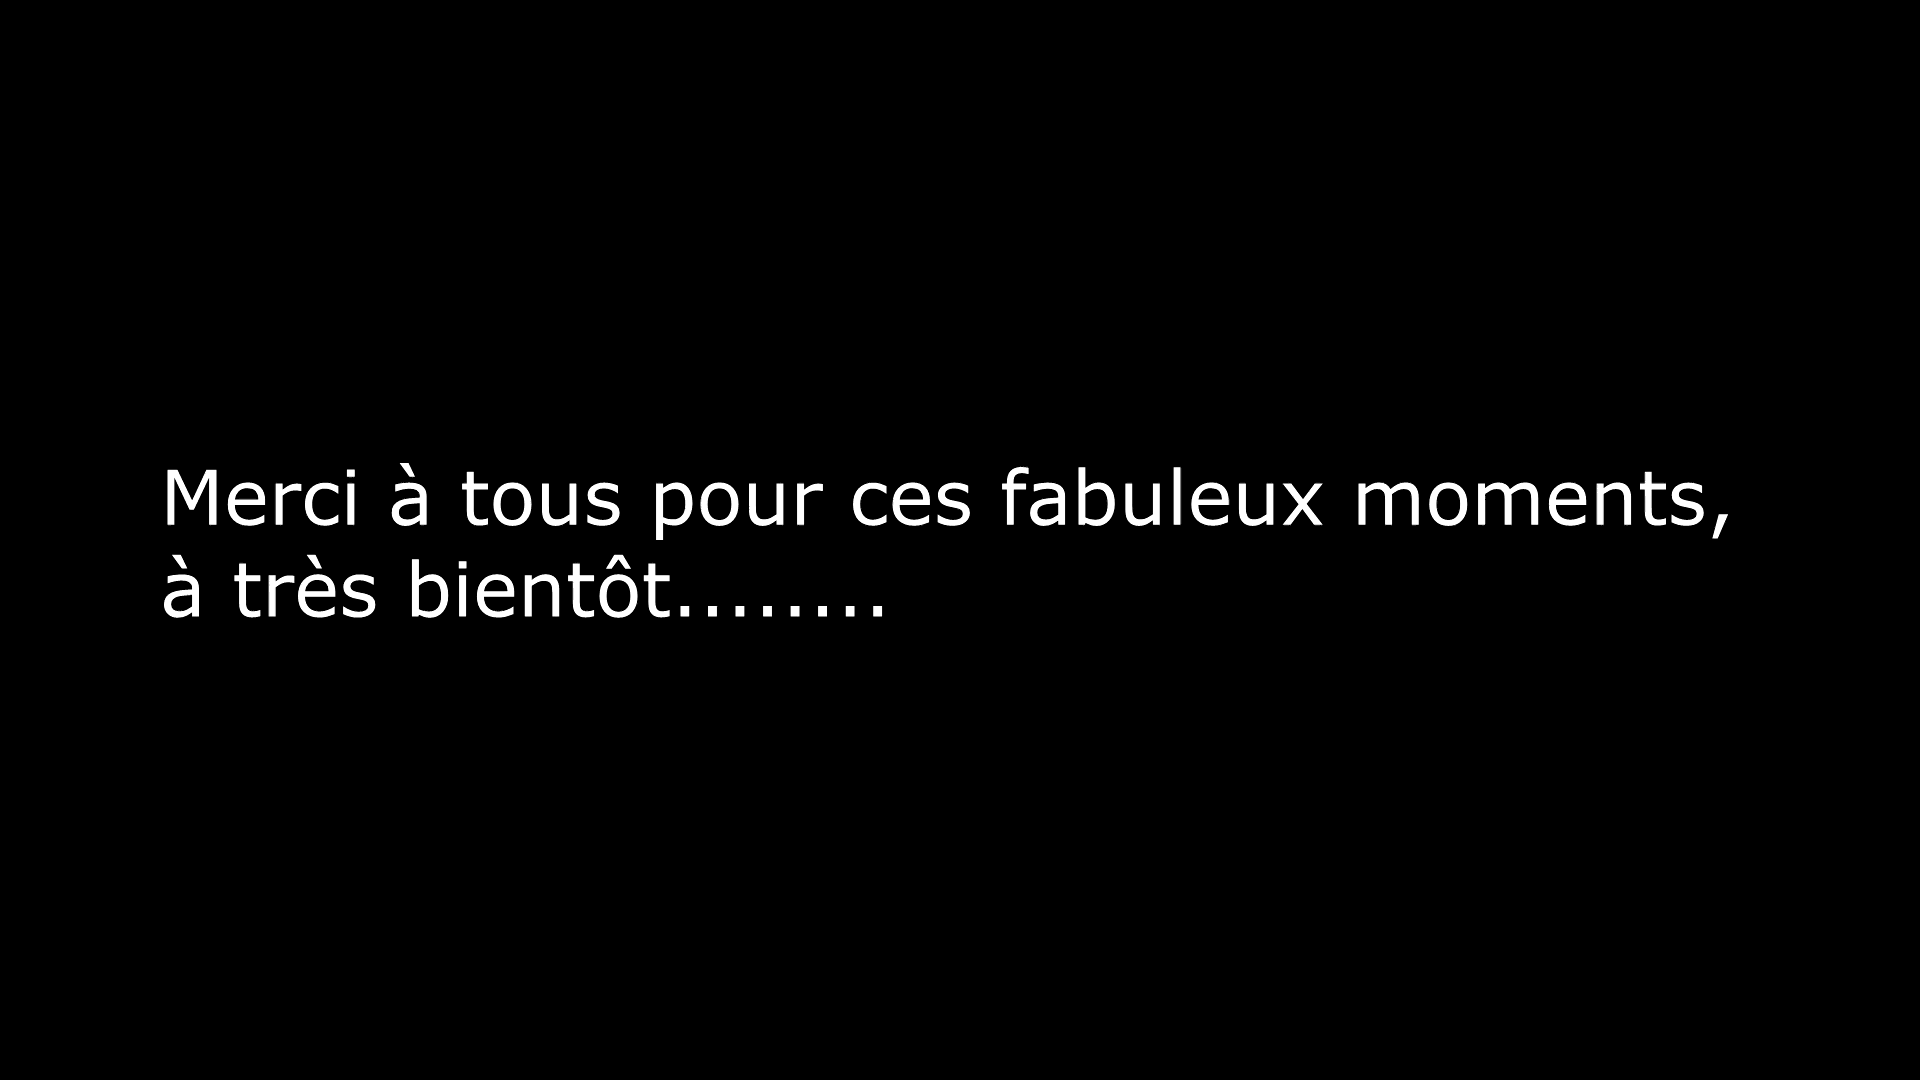 Merci à tous pour ces fabuleux moments,
à très bientôt........